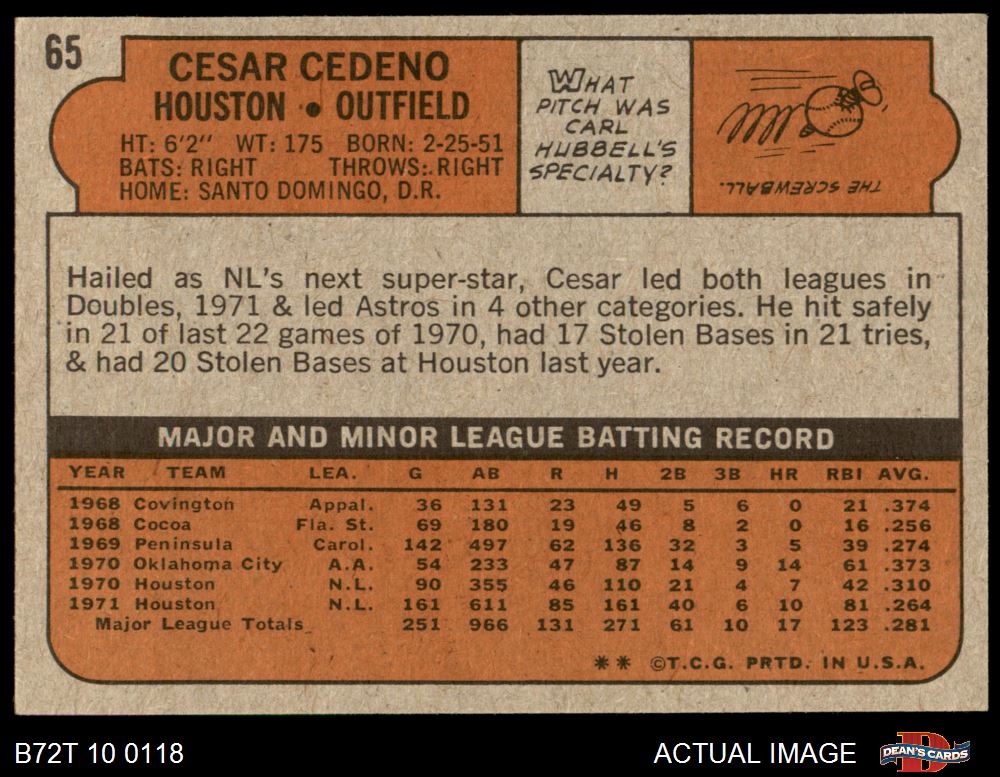 65
CESAR CEDENO
HOUSTON • OUTFIELD
HT: 6'2" WT: 175 BORN: 2-25-51
BATS: RIGHT THROWS: RIGHT
HOME: SANTO DOMINGO, D.R.
WHAT
PITCH WAS
CARL
HUBBELL'S
SPECIALTY?
THE SCREWBALL.
Hailed as NL's next super-star, Cesar led both leagues in
Doubles, 1971 & led Astros in 4 other categories. He hit safely
in 21 of last 22 games of 1970, had 17 Stolen Bases in 21 tries,
& had 20 Stolen Bases at Houston last year.
MAJOR AND MINOR LEAGUE BATTING RECORD
YEAR TEAM LEA. G AB R H 2B 3B HR RBI AVG.
1968 Covington Appal. 36 131 23 49 5 6 0 21 .374
1968 Cocoa Fla. St. 69 180 19 46 8 2 0 16 .256
1969 Peninsula Carol. 142 497 62 136 32 3 5 39 .274
1970 Oklahoma City A.A. 54 233 47 87 14 9 14 61 .373
1970 Houston N.L. 90 355 46 110 21 4 7 42 .310
1971 Houston N.L. 161 611 85 161 40 6 10 81 .264
Major League Totals 251 966 131 271 61 10 17 123 .281
** ©T.C.G. PRTD. IN U.S.A.
B72T 10 0118
ACTUAL IMAGE
DEAN'S CARDS